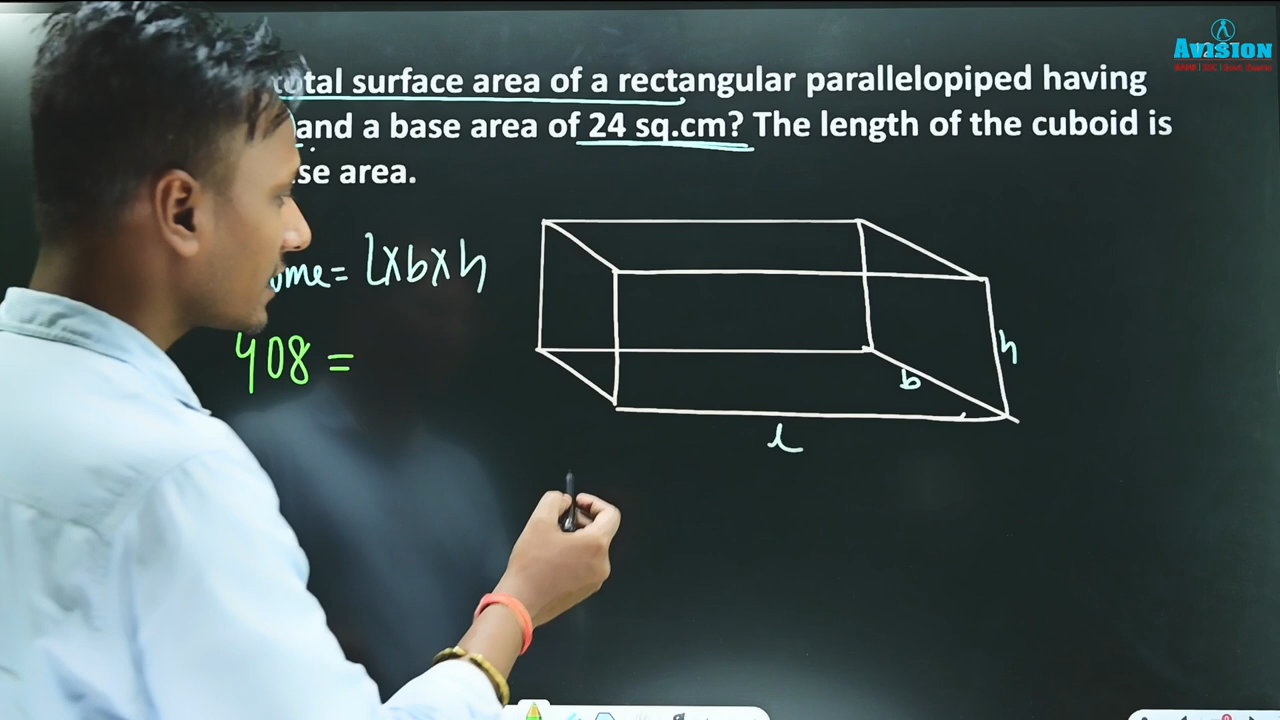 AVISION
total surface area of a rectangular parallelopiped having
and a base area of 24 sq.cm? The length of the cuboid is
se area.
ume = l×b×h
408 =
h
b
l